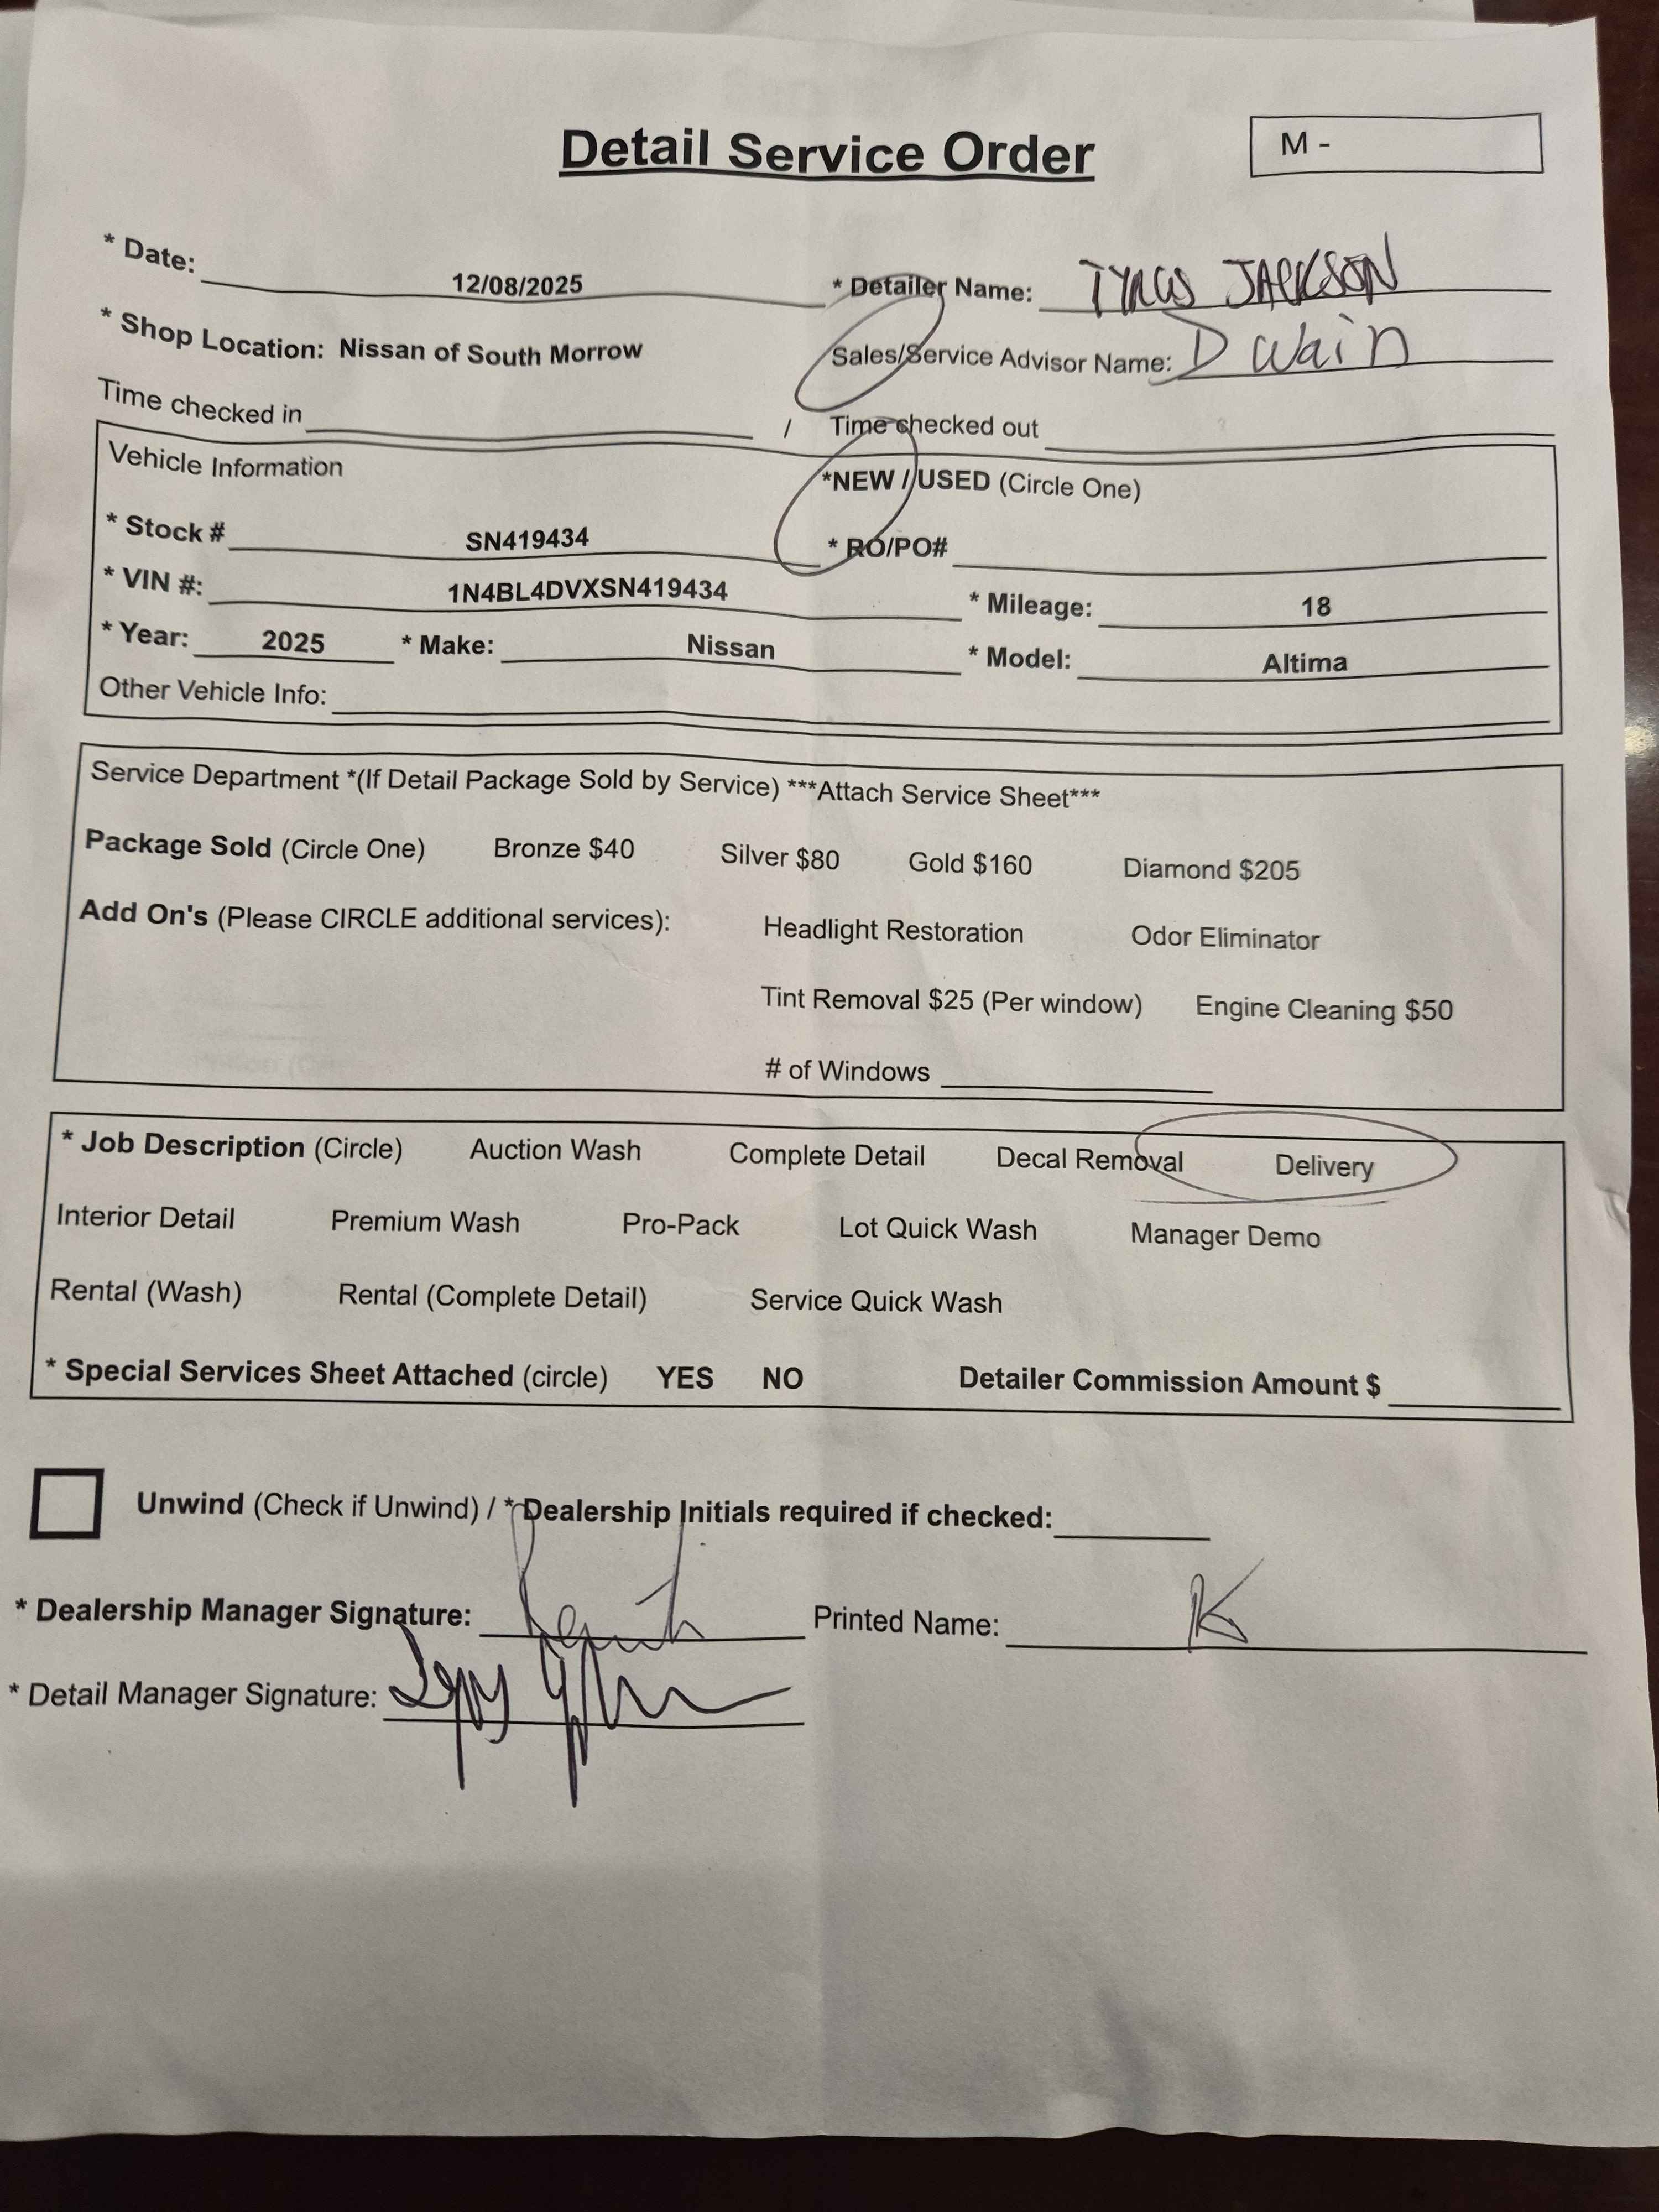 Detail Service Order
M -
* Date: 12/08/2025 * Detailer Name: JACKSON
* Shop Location: Nissan of South Morrow Sales/Service Advisor Name: Dwain
Time checked in / Time checked out
Vehicle Information *NEW / USED (Circle One)
* Stock # SN419434 * RO/PO#
* VIN #: 1N4BL4DVXSN419434 * Mileage: 18
* Year: 2025 * Make: Nissan * Model: Altima
Other Vehicle Info:
Service Department *(If Detail Package Sold by Service) ***Attach Service Sheet***
Package Sold (Circle One) Bronze $40 Silver $80 Gold $160 Diamond $205
Add On's (Please CIRCLE additional services): Headlight Restoration Odor Eliminator
Tint Removal $25 (Per window) Engine Cleaning $50
# of Windows
* Job Description (Circle) Auction Wash Complete Detail Decal Removal Delivery
Interior Detail Premium Wash Pro-Pack Lot Quick Wash Manager Demo
Rental (Wash) Rental (Complete Detail) Service Quick Wash
* Special Services Sheet Attached (circle) YES NO Detailer Commission Amount $
Unwind (Check if Unwind) / * Dealership Initials required if checked:
* Dealership Manager Signature: Printed Name: K
* Detail Manager Signature: